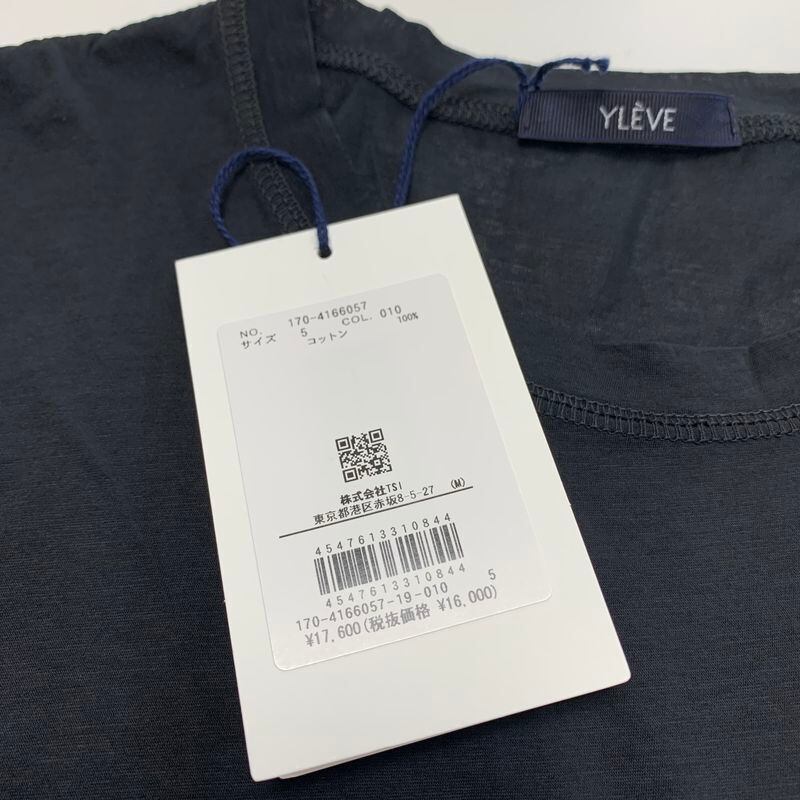 YLÈVE
NO. 170-4166057
サイズ 5 COL. 010
コットン 100%
株式会社TSI
東京都港区赤坂8-5-27 (M)
4547613310844
4547613310844
170-4166057-19-010 5
¥17,600(税抜価格 ¥16,000)